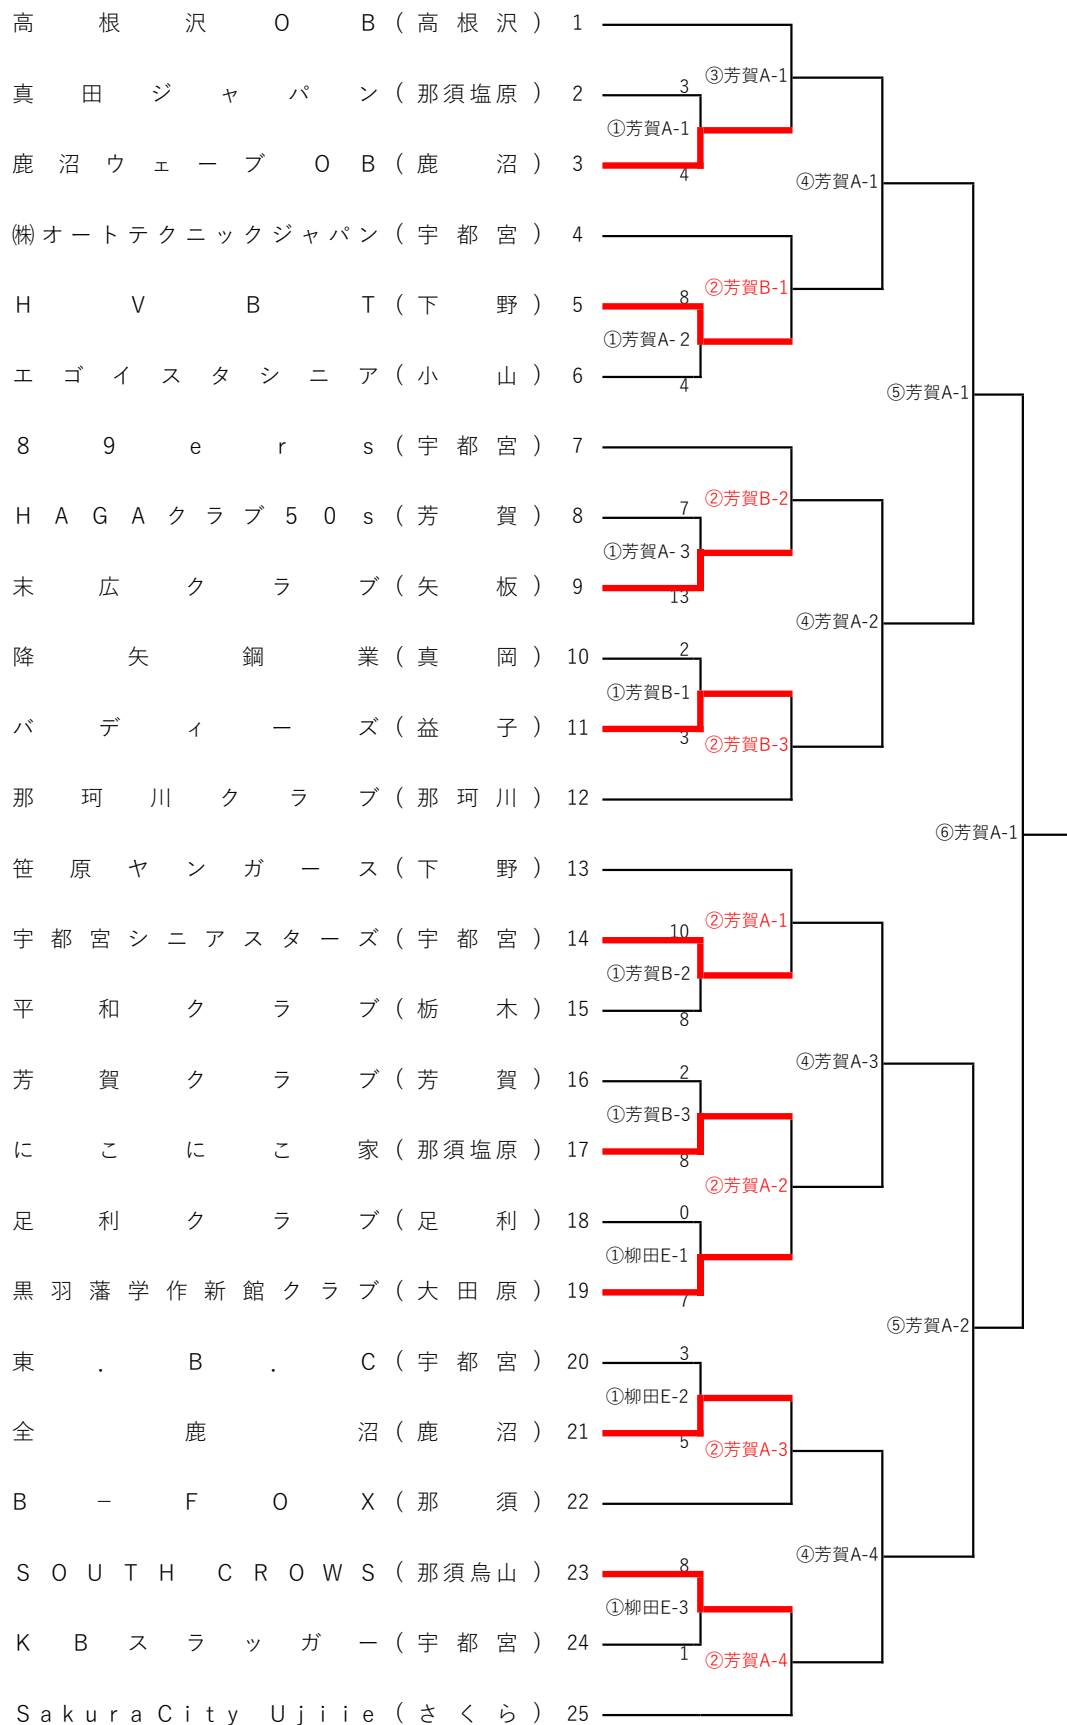 高根沢OB(高根沢) 1
③芳賀A-1
3
真田ジャパン(那須塩原) 2
①芳賀A-1
鹿沼ウェーブ OB(鹿沼) 3
4
④芳賀A-1
㈱オートテクニックジャパン(宇都宮) 4
②芳賀B-1
8
HVBT(下野) 5
①芳賀A-2
エゴイスタシニア(小山) 6
4
⑤芳賀A-1
89ers(宇都宮) 7
②芳賀B-2
7
HAGAクラブ50s(芳賀) 8
①芳賀A-3
末広クラブ(矢板) 9
13
④芳賀A-2
2
降矢鋼業(真岡) 10
①芳賀B-1
バディーズ(益子) 11
3
②芳賀B-3
那珂川クラブ(那珂川) 12
⑥芳賀A-1
笹原ヤンガース(下野) 13
②芳賀A-1
10
宇都宮シニアスターズ(宇都宮) 14
①芳賀B-2
平和クラブ(栃木) 15
8
④芳賀A-3
2
芳賀クラブ(芳賀) 16
①芳賀B-3
にこにこ家(那須塩原) 17
8
②芳賀A-2
0
足利クラブ(足利) 18
①柳田E-1
黒羽藩学作新館クラブ(大田原) 19
7
⑤芳賀A-2
3
東.B.C(宇都宮) 20
①柳田E-2
全鹿沼(鹿沼) 21
5
②芳賀A-3
B－FOX(那須) 22
④芳賀A-4
8
SOUTH CROWS(那須烏山) 23
①柳田E-3
KBスラッガー(宇都宮) 24
1
②芳賀A-4
SakuraCity Ujiie(さくら) 25